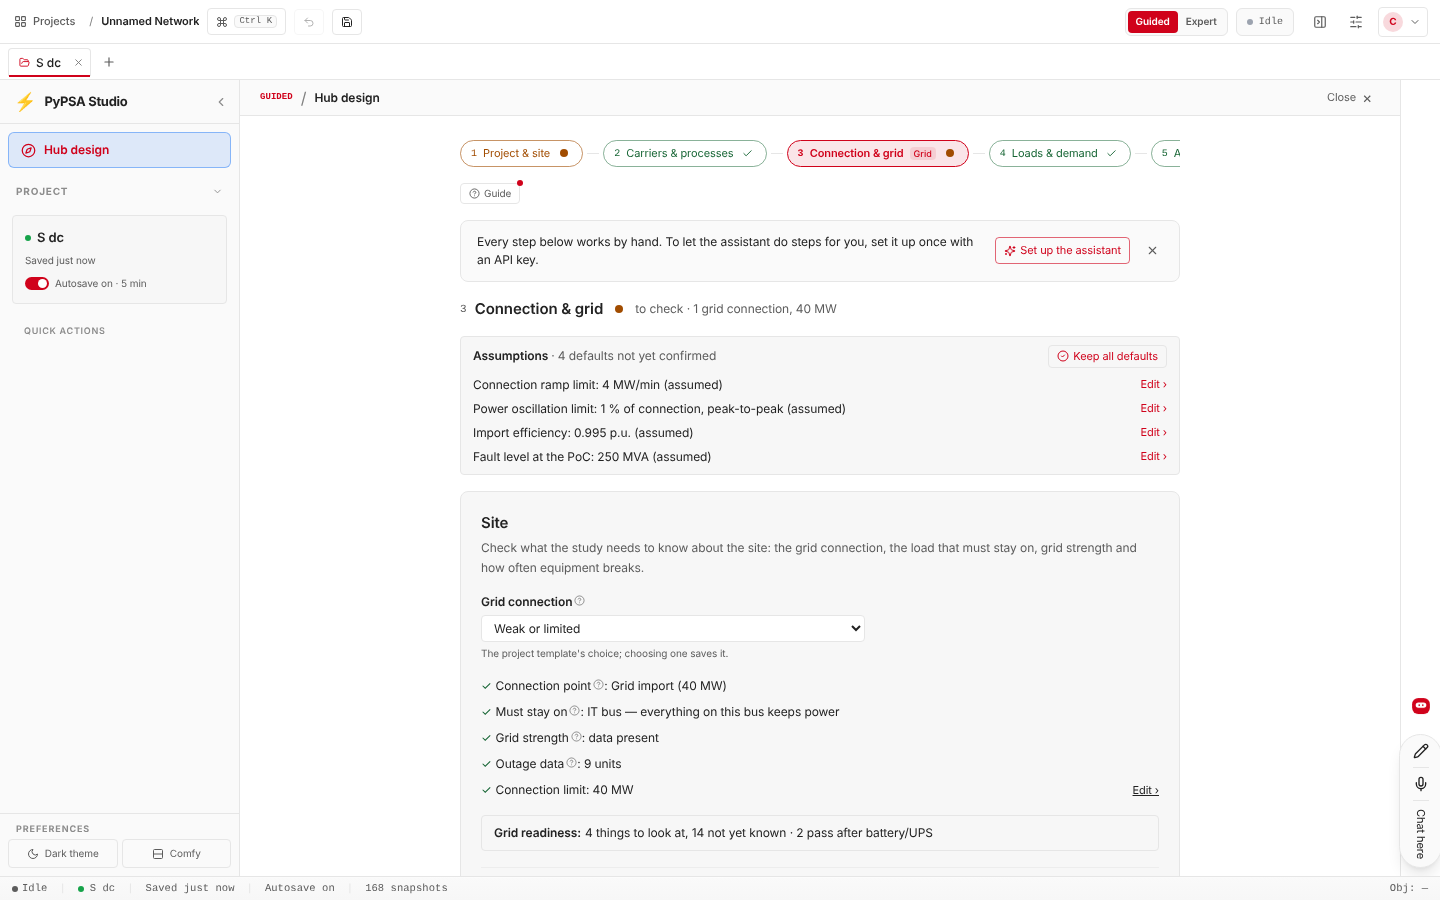 Projects / Unnamed Network Ctrl K Guided Expert Idle C
S dc
PyPSA Studio
GUIDED / Hub design Close
Hub design
1 Project & site 2 Carriers & processes 3 Connection & grid Grid 4 Loads & demand 5 A
PROJECT
Guide
S dc
Saved just now
Autosave on · 5 min
QUICK ACTIONS
Every step below works by hand. To let the assistant do steps for you, set it up once with
an API key.
Set up the assistant
3 Connection & grid to check · 1 grid connection, 40 MW
Assumptions · 4 defaults not yet confirmed Keep all defaults
Connection ramp limit: 4 MW/min (assumed) Edit ›
Power oscillation limit: 1 % of connection, peak-to-peak (assumed) Edit ›
Import efficiency: 0.995 p.u. (assumed) Edit ›
Fault level at the PoC: 250 MVA (assumed) Edit ›
Site
Check what the study needs to know about the site: the grid connection, the load that must stay on, grid strength and
how often equipment breaks.
Grid connection
Weak or limited
The project template's choice; choosing one saves it.
Connection point : Grid import (40 MW)
Must stay on : IT bus — everything on this bus keeps power
Grid strength : data present
Outage data : 9 units
Connection limit: 40 MW Edit ›
Grid readiness: 4 things to look at, 14 not yet known · 2 pass after battery/UPS
Chat here
PREFERENCES
Dark theme Comfy
Idle S dc Saved just now Autosave on 168 snapshots Obj: —